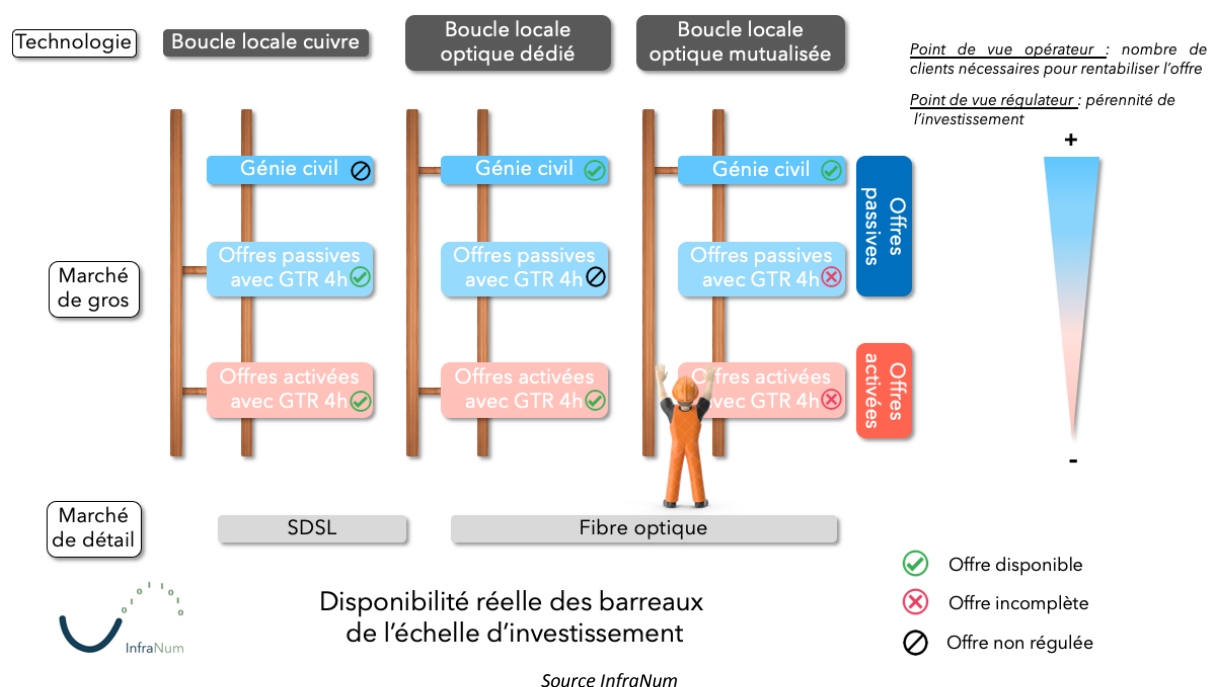 Technologie
Boucle locale cuivre
Boucle locale
optique dédié
Boucle locale
optique mutualisée
Point de vue opérateur : nombre de
clients nécessaires pour rentabiliser l'offre
Point de vue régulateur : pérennité de
l'investissement
+
Génie civil
Génie civil
Génie civil
Offres
passives
Marché
de gros
Offres passives
avec GTR 4h
Offres passives
avec GTR 4h
Offres passives
avec GTR 4h
Offres activées
avec GTR 4h
Offres activées
avec GTR 4h
Offres activées
avec GTR 4h
Offres
activées
-
Marché
de détail
SDSL
Fibre optique
Offre disponible
Offre incomplète
Offre non régulée
InfraNum
Disponibilité réelle des barreaux
de l'échelle d'investissement
Source InfraNum